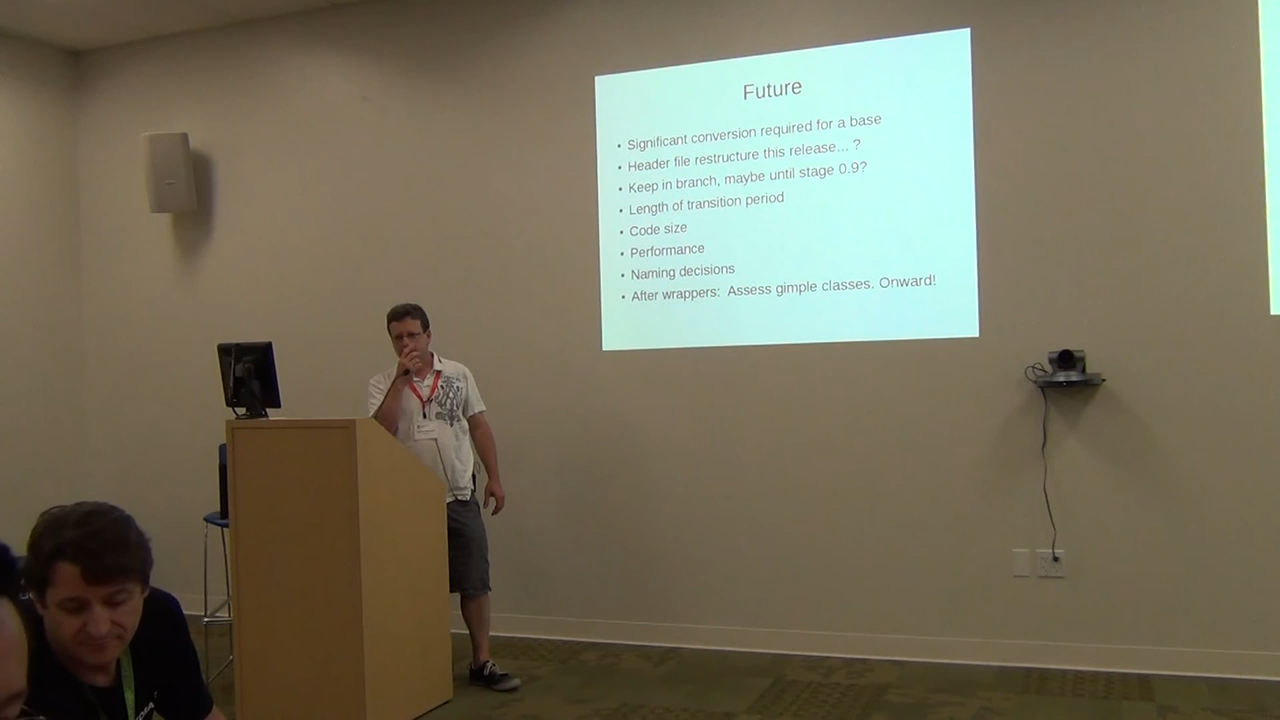 Future
• Significant conversion required for a base
• Header file restructure this release... ?
• Keep in branch, maybe until stage 0.9?
• Length of transition period
• Code size
• Performance
• Naming decisions
• After wrappers:  Assess gimple classes. Onward!